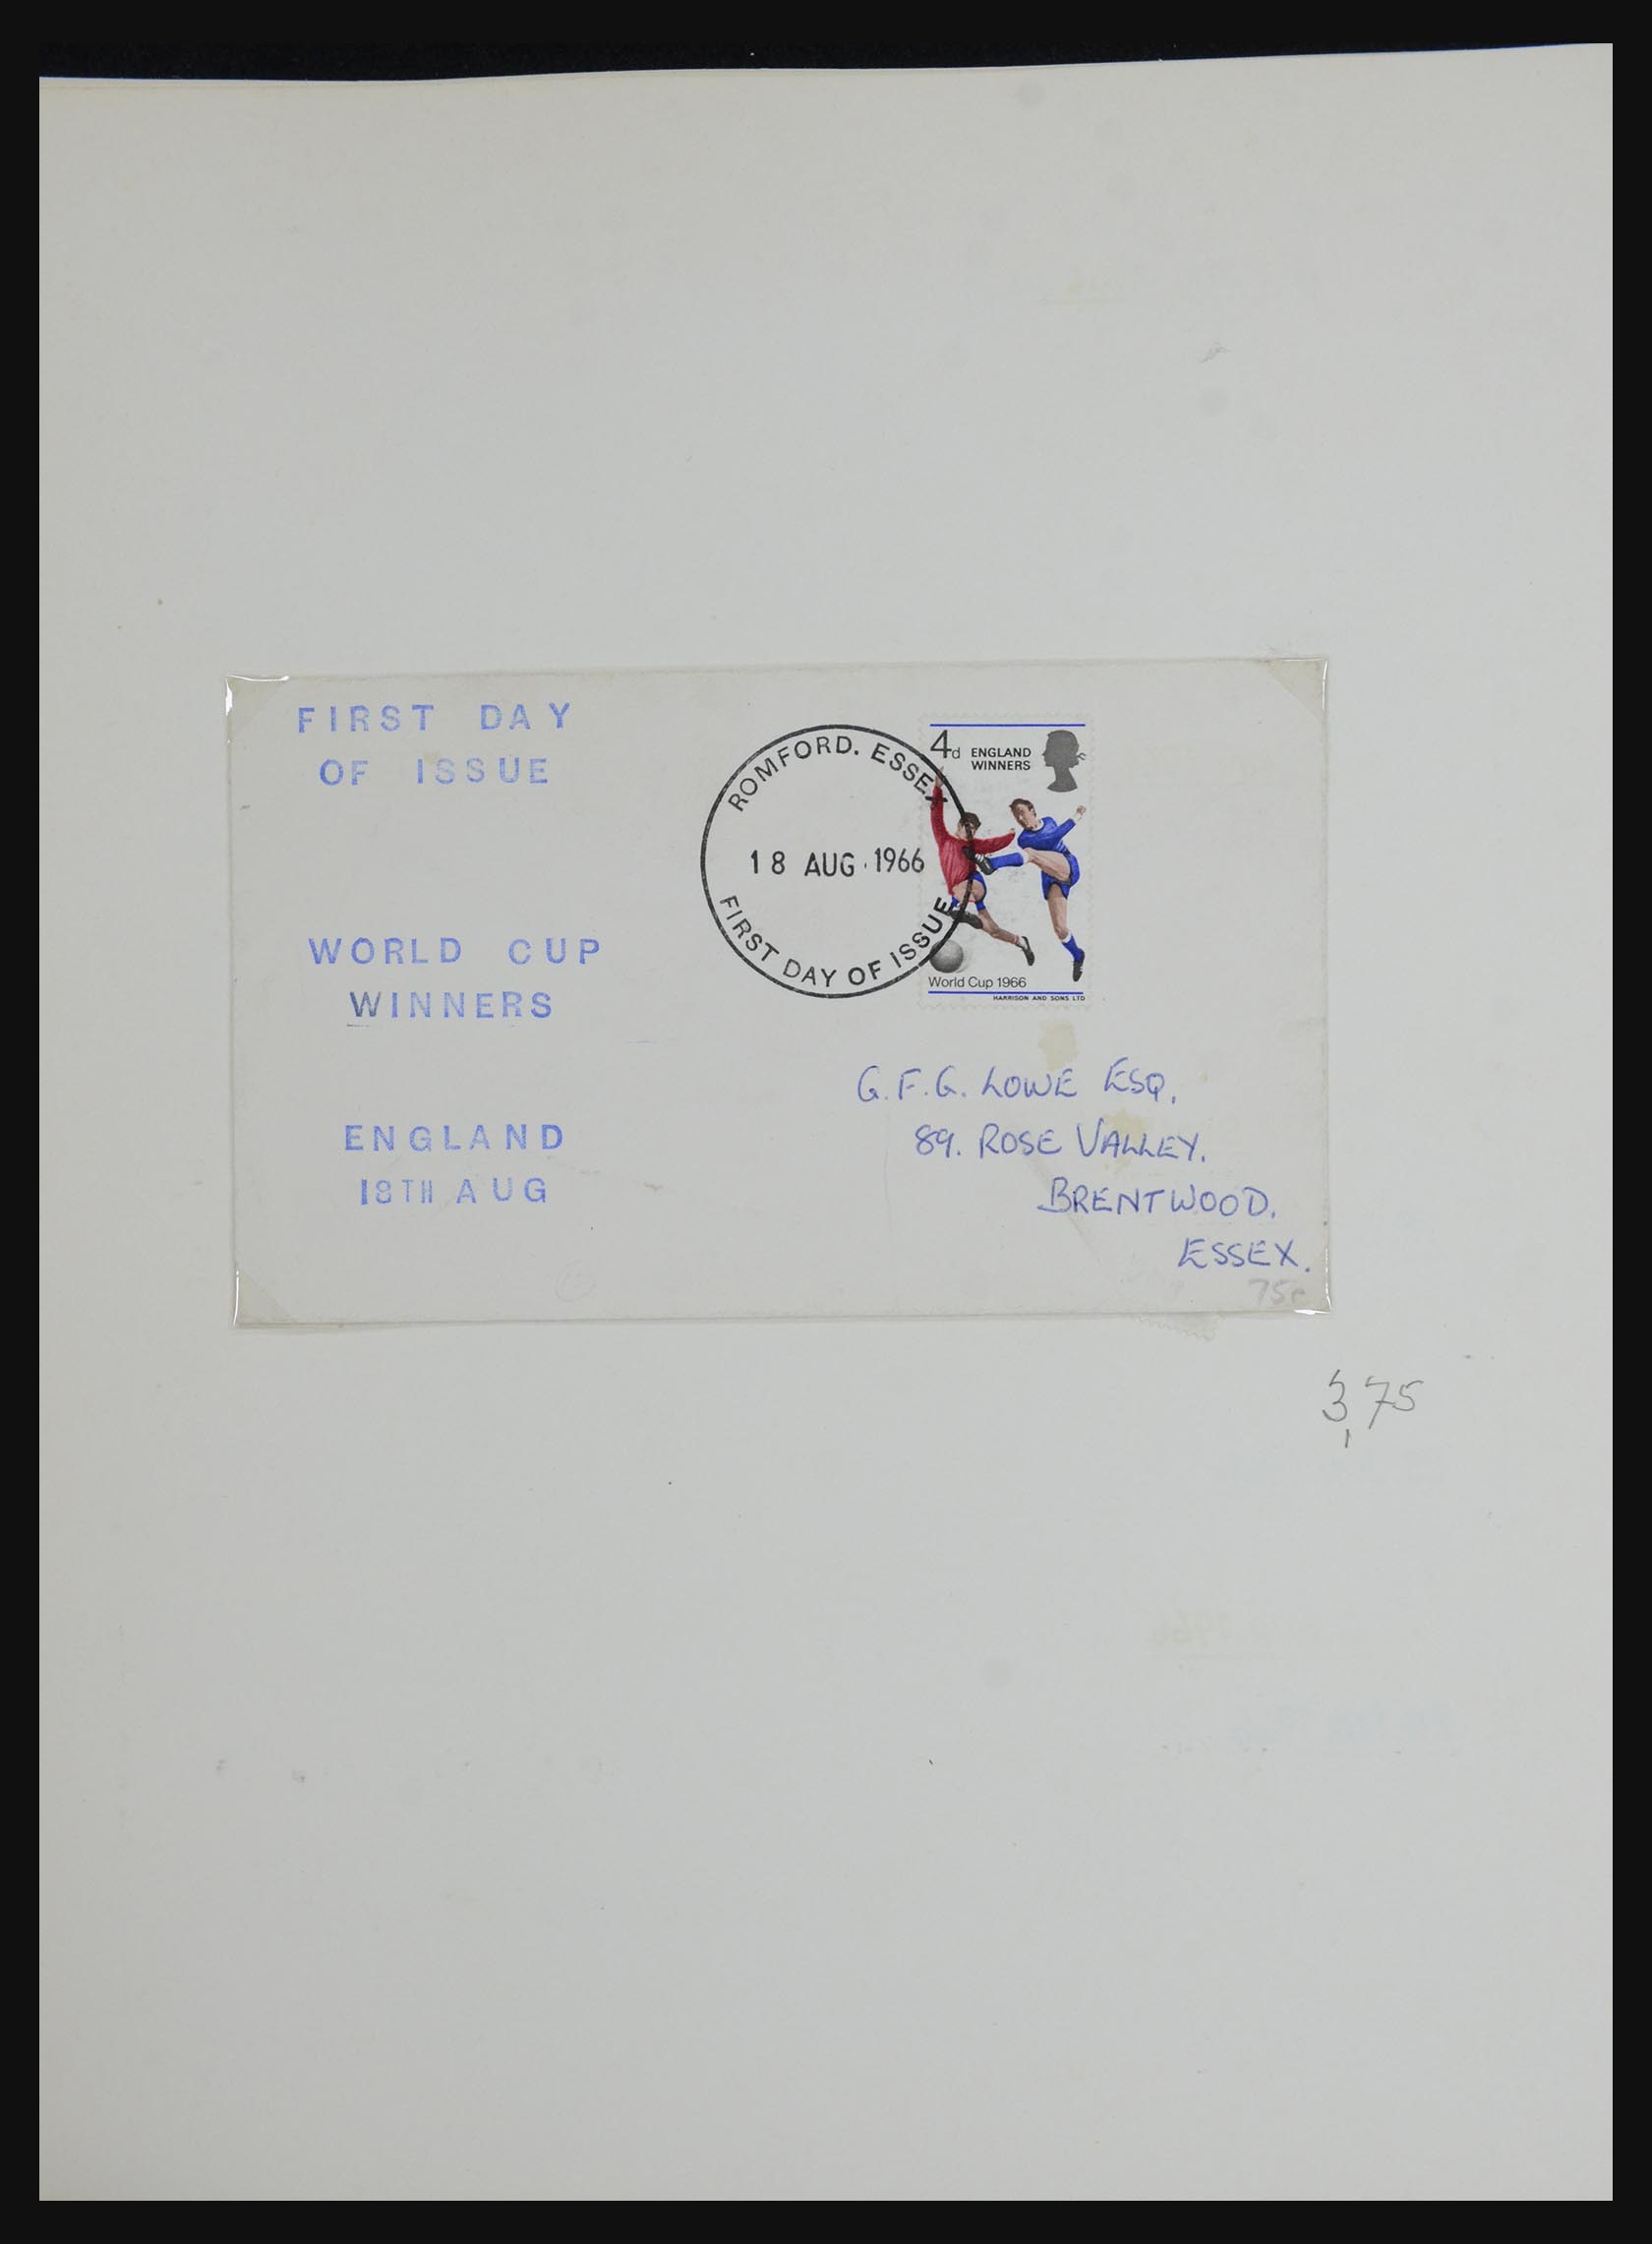 FIRST DAY
OF ISSUE
WORLD CUP
WINNERS
ENGLAND
18TH AUG
ROMFORD. ESSEX
18 AUG 1966
FIRST DAY OF ISSUE
4d ENGLAND
WINNERS
World Cup 1966
HARRISON AND SONS LTD
G.F.G. LOWE ESQ.
89. ROSE VALLEY.
BRENTWOOD.
ESSEX.
3,75